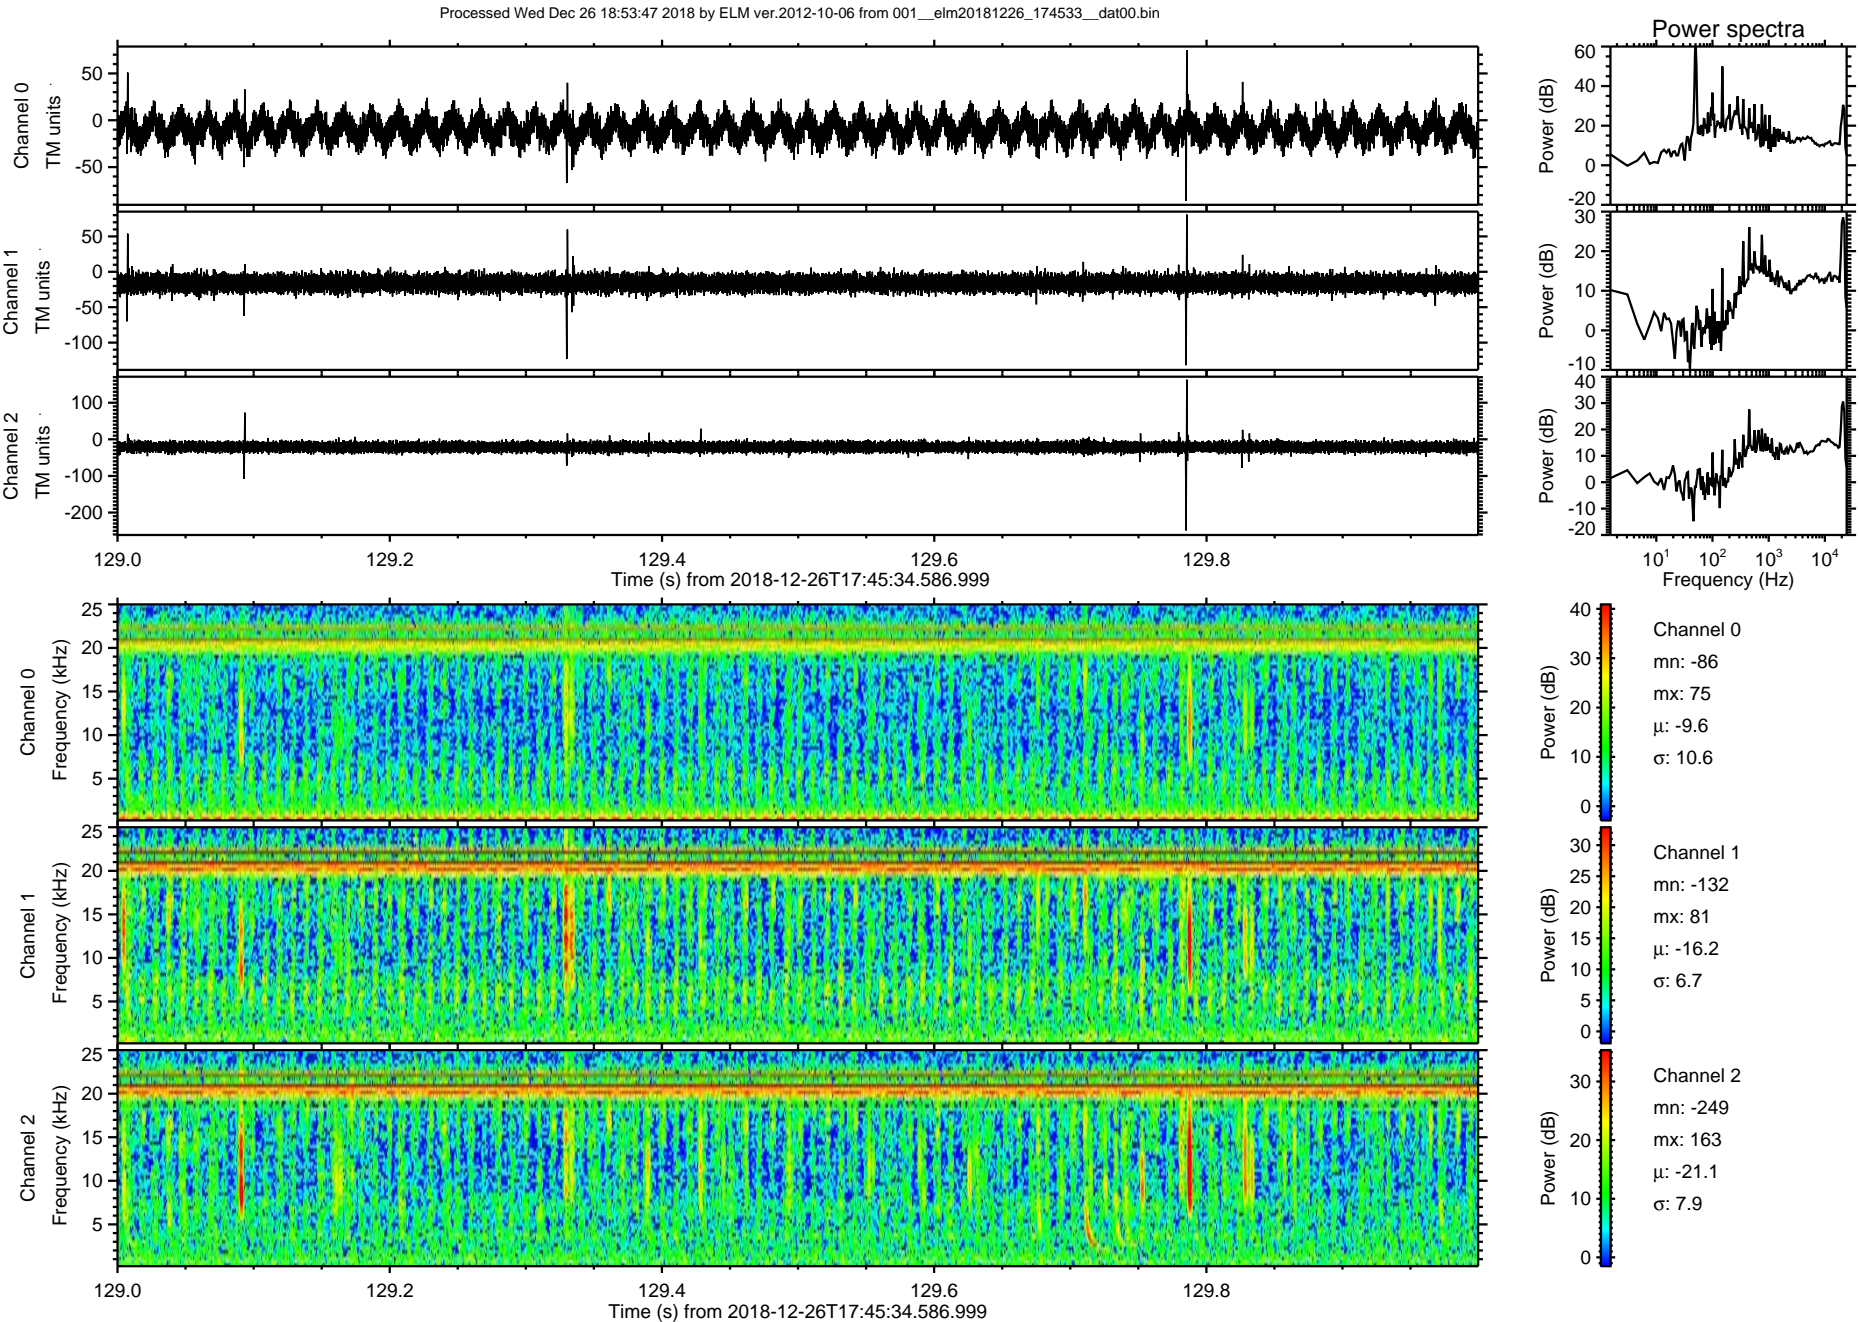 Processed Wed Dec 26 18:53:47 2018 by ELM ver.2012-10-06 from 001__elm20181226_174533__dat00.bin
Power spectra
Channel 0
TM units
50
0
-50
Power (dB)
60
40
20
0
-20
Channel 1
TM units
50
0
-50
-100
Power (dB)
30
20
10
0
-10
Channel 2
TM units
100
0
-100
-200
Power (dB)
40
30
20
10
0
-10
-20
129.0 129.2 129.4 129.6 129.8
Time (s) from 2018-12-26T17:45:34.586.999
10^1 10^2 10^3 10^4
Frequency (Hz)
Channel 0
Frequency (kHz)
25
20
15
10
5
Power (dB)
40
30
20
10
0
Channel 0
mn: -86
mx: 75
μ: -9.6
σ: 10.6
Channel 1
Frequency (kHz)
25
20
15
10
5
Power (dB)
30
25
20
15
10
5
0
Channel 1
mn: -132
mx: 81
μ: -16.2
σ: 6.7
Channel 2
Frequency (kHz)
25
20
15
10
5
Power (dB)
30
20
10
0
Channel 2
mn: -249
mx: 163
μ: -21.1
σ: 7.9
129.0 129.2 129.4 129.6 129.8
Time (s) from 2018-12-26T17:45:34.586.999